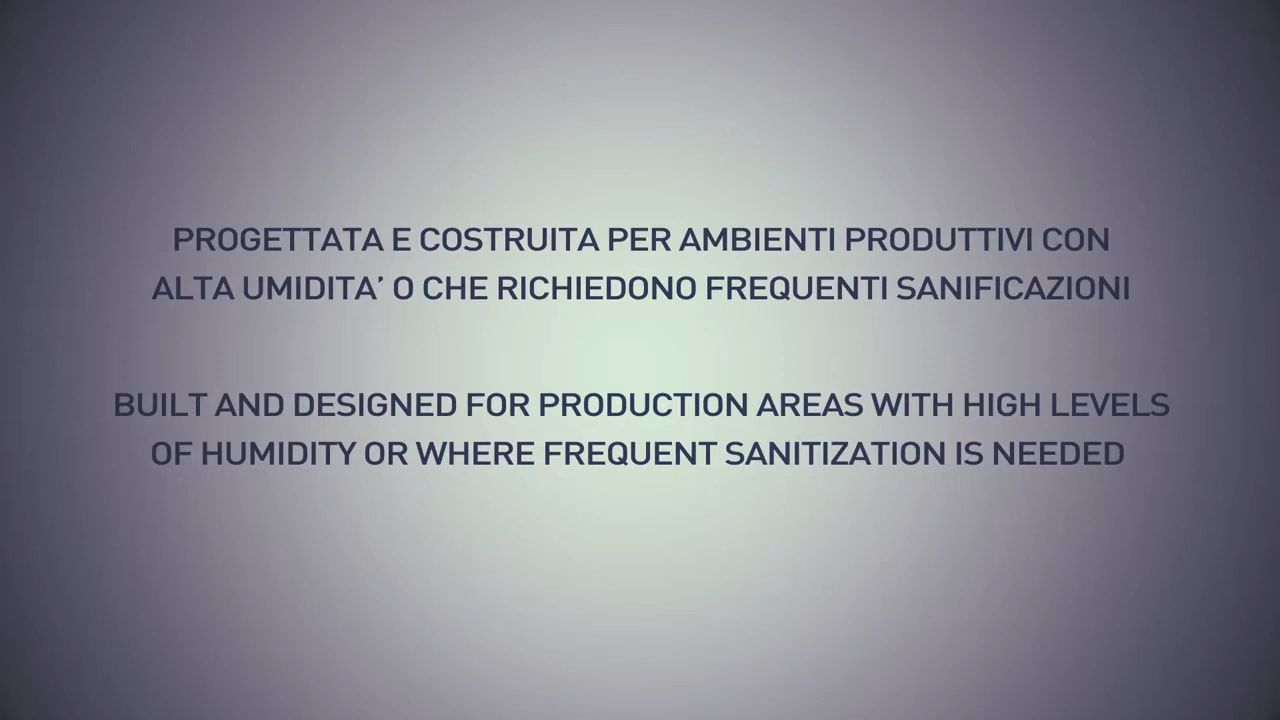 PROGETTATA E COSTRUITA PER AMBIENTI PRODUTTIVI CON
ALTA UMIDITA’ O CHE RICHIEDONO FREQUENTI SANIFICAZIONI
BUILT AND DESIGNED FOR PRODUCTION AREAS WITH HIGH LEVELS
OF HUMIDITY OR WHERE FREQUENT SANITIZATION IS NEEDED